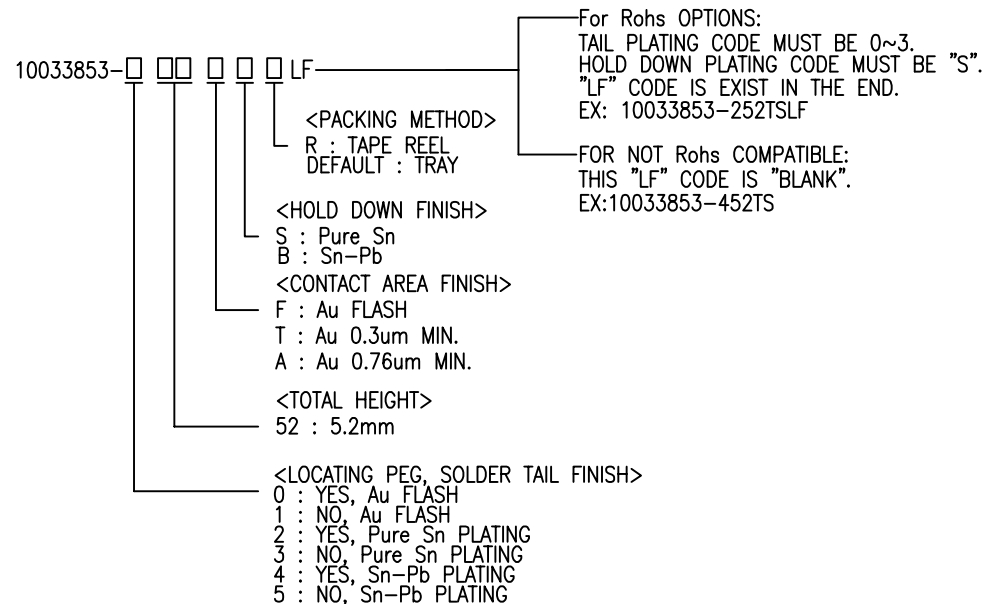 10033853-□ □□ □ □ □ LF
For Rohs OPTIONS:
TAIL PLATING CODE MUST BE 0~3.
HOLD DOWN PLATING CODE MUST BE "S".
"LF" CODE IS EXIST IN THE END.
EX: 10033853-252TSLF
FOR NOT Rohs COMPATIBLE:
THIS "LF" CODE IS "BLANK".
EX:10033853-452TS
<PACKING METHOD>
R : TAPE REEL
DEFAULT : TRAY
<HOLD DOWN FINISH>
S : Pure Sn
B : Sn-Pb
<CONTACT AREA FINISH>
F : Au FLASH
T : Au 0.3um MIN.
A : Au 0.76um MIN.
<TOTAL HEIGHT>
52 : 5.2mm
<LOCATING PEG, SOLDER TAIL FINISH>
0 : YES, Au FLASH
1 : NO, Au FLASH
2 : YES, Pure Sn PLATING
3 : NO, Pure Sn PLATING
4 : YES, Sn-Pb PLATING
5 : NO, Sn-Pb PLATING